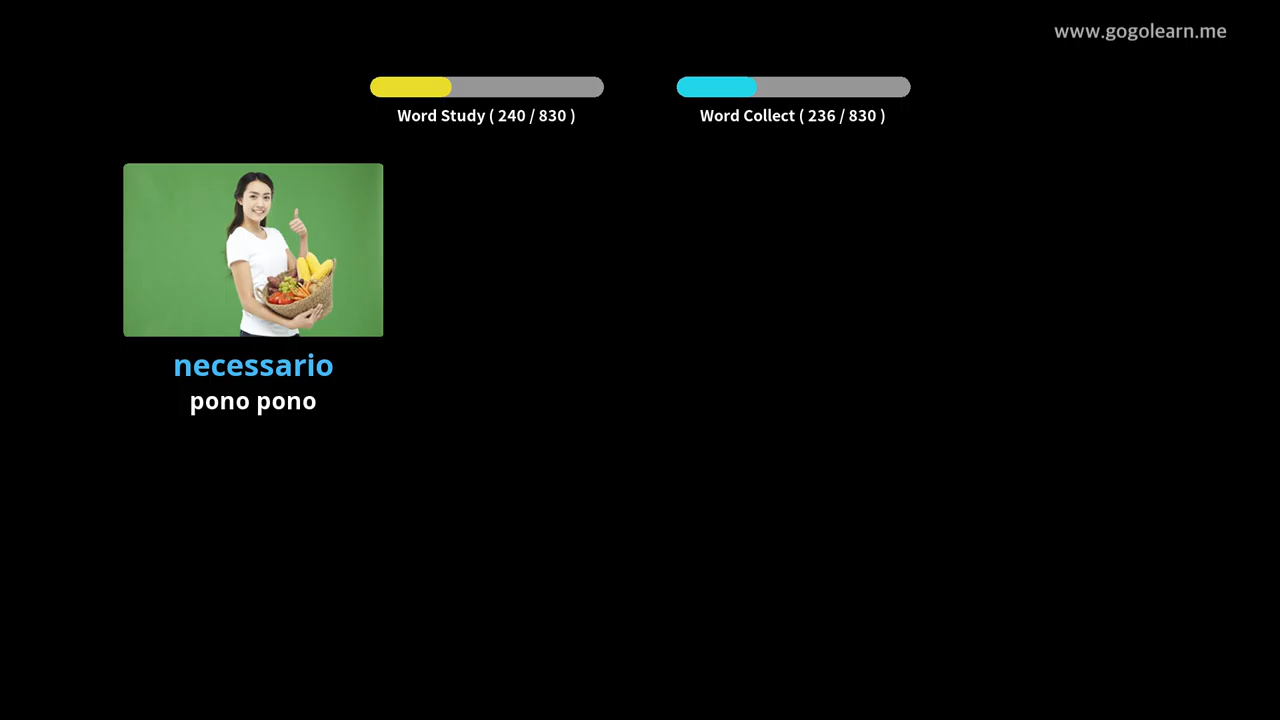 www.gogolearn.me
Word Study ( 240 / 830 )
Word Collect ( 236 / 830 )
necessario
pono pono